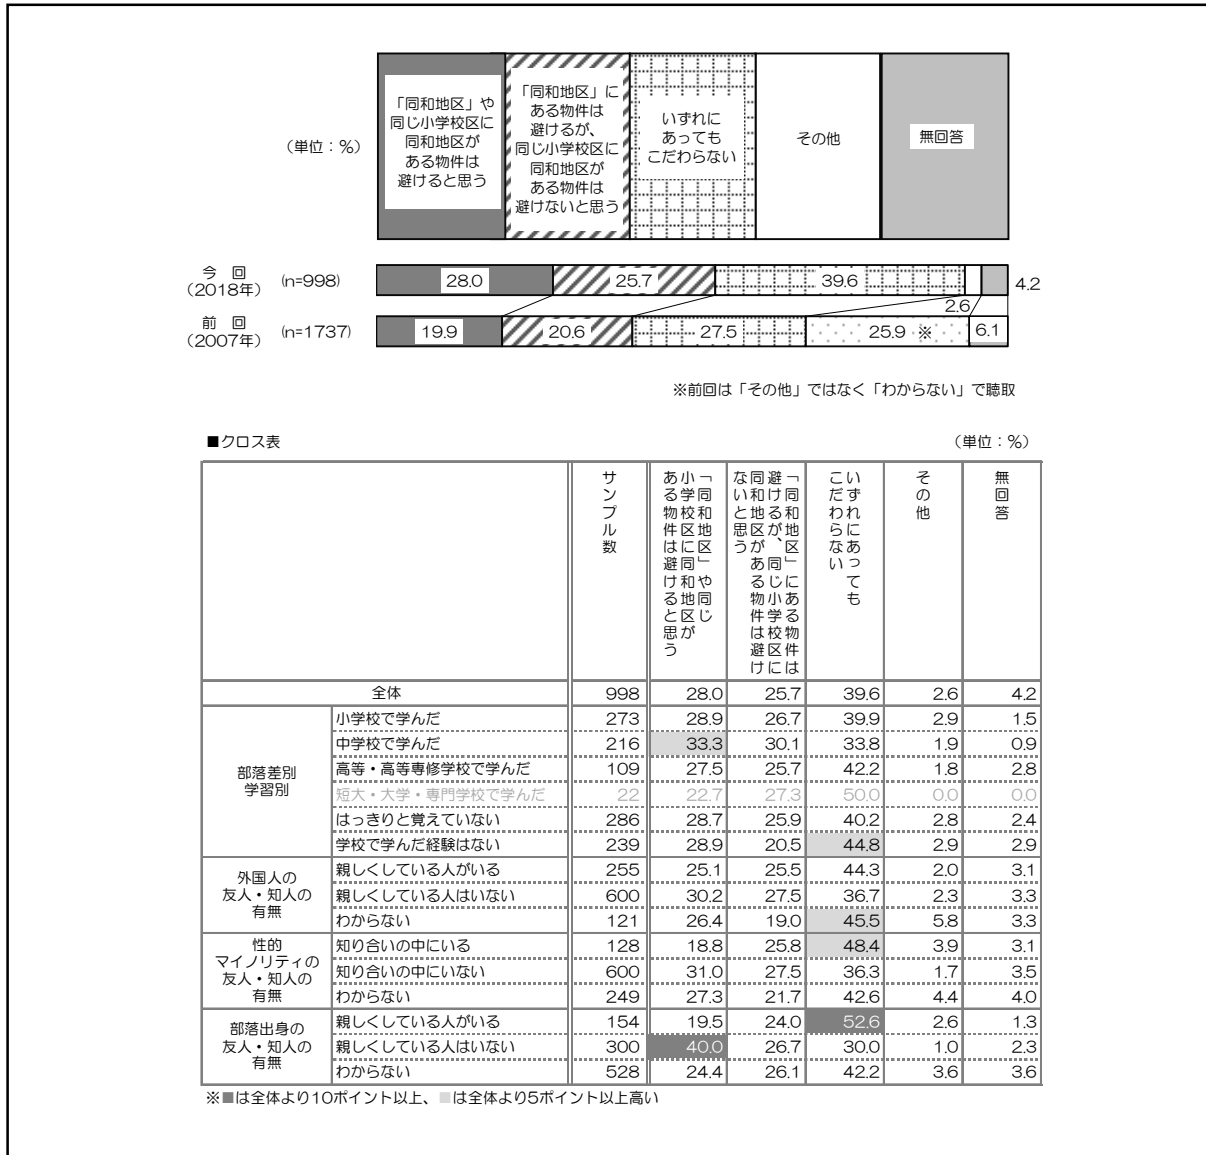 （単位：％）
「同和地区」や
同じ小学校区に
同和地区が
ある物件は
避けると思う
「同和地区」に
ある物件は
避けるが、
同じ小学校区に
同和地区が
ある物件は
避けないと思う
いずれに
あっても
こだわらない
その他
無回答
今　回
（2018年）
(n=998)
28.0
25.7
39.6
2.6
4.2
前　回
（2007年）
(n=1737)
19.9
20.6
27.5
25.9 ※
6.1
※前回は「その他」ではなく「わからない」で聴取
■クロス表
（単位：％）
サンプル数
「同和地区」や同じ
小学校区に同和地区が
ある物件は避けると思う
「同和地区」にある物件は
避けるが、同じ小学校区に
同和地区がある物件は避け
ないと思う
いずれにあっても
こだわらない
その他
無回答
全体 998 28.0 25.7 39.6 2.6 4.2
部落差別
学習別
小学校で学んだ 273 28.9 26.7 39.9 2.9 1.5
中学校で学んだ 216 33.3 30.1 33.8 1.9 0.9
高等・高等専修学校で学んだ 109 27.5 25.7 42.2 1.8 2.8
短大・大学・専門学校で学んだ 22 22.7 27.3 50.0 0.0 0.0
はっきりと覚えていない 286 28.7 25.9 40.2 2.8 2.4
学校で学んだ経験はない 239 28.9 20.5 44.8 2.9 2.9
外国人の
友人・知人の
有無
親しくしている人がいる 255 25.1 25.5 44.3 2.0 3.1
親しくしている人はいない 600 30.2 27.5 36.7 2.3 3.3
わからない 121 26.4 19.0 45.5 5.8 3.3
性的
マイノリティの
友人・知人の
有無
知り合いの中にいる 128 18.8 25.8 48.4 3.9 3.1
知り合いの中にいない 600 31.0 27.5 36.3 1.7 3.5
わからない 249 27.3 21.7 42.6 4.4 4.0
部落出身の
友人・知人の
有無
親しくしている人がいる 154 19.5 24.0 52.6 2.6 1.3
親しくしている人はいない 300 40.0 26.7 30.0 1.0 2.3
わからない 528 24.4 26.1 42.2 3.6 3.6
※■は全体より10ポイント以上、■は全体より5ポイント以上高い